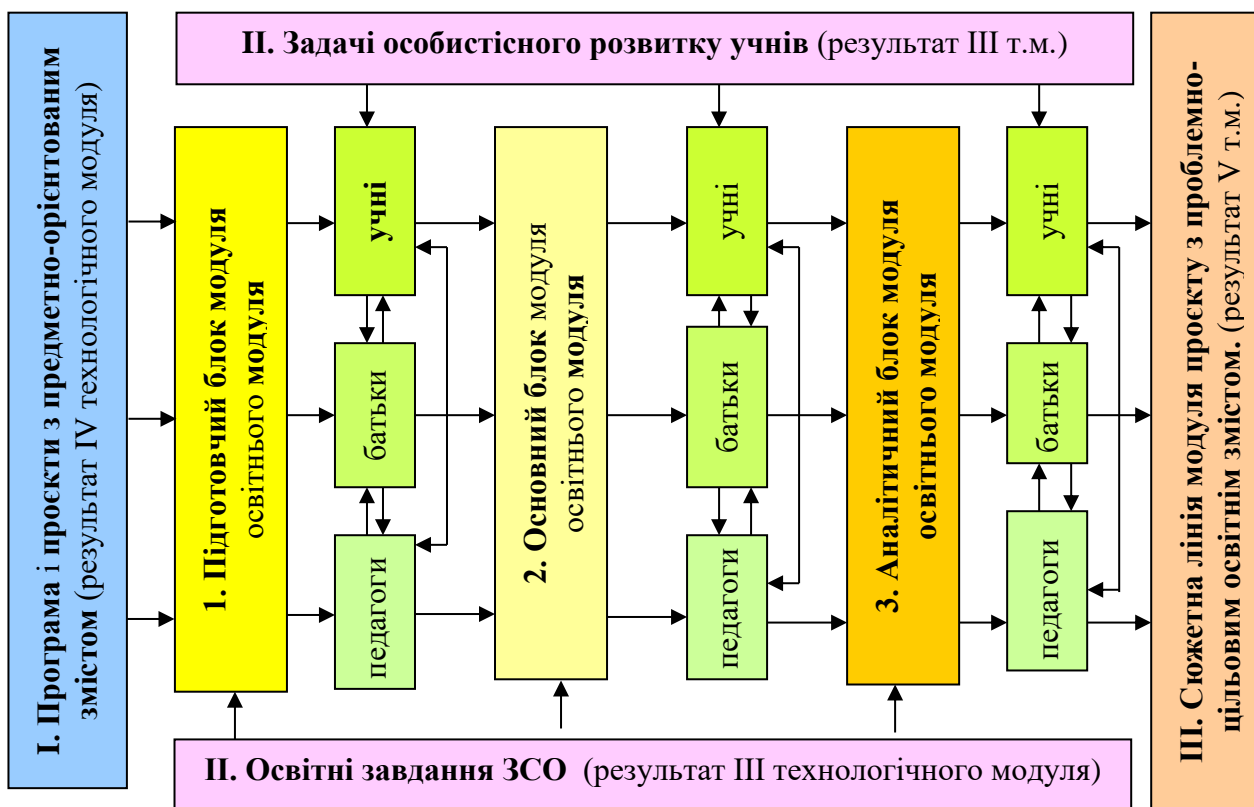 І. Програма і проєкти з предметно-орієнтованим
змістом (результат IV технологічного модуля)
ІІ. Задачі особистісного розвитку учнів (результат ІІІ т.м.)
1. Підготовчий блок модуля
освітнього модуля
учні
батьки
педагоги
2. Основний блок модуля
освітнього модуля
учні
батьки
педагоги
3. Аналітичний блок модуля
освітнього модуля
учні
батьки
педагоги
ІІІ. Сюжетна лінія модуля проєкту з проблемно-
цільовим освітнім змістом. (результат V т.м.)
ІІ. Освітні завдання ЗСО (результат ІІІ технологічного модуля)